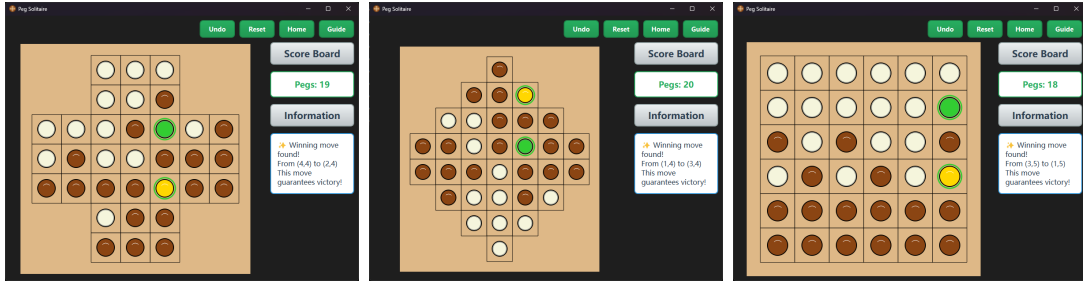 Peg Solitaire
Undo Reset Home Guide
Score Board
Pegs: 19
Information
✨ Winning move
found!
From (4,4) to (2,4)
This move
guarantees victory!
Peg Solitaire
Undo Reset Home Guide
Score Board
Pegs: 20
Information
✨ Winning move
found!
From (1,4) to (3,4)
This move
guarantees victory!
Peg Solitaire
Undo Reset Home Guide
Score Board
Pegs: 18
Information
✨ Winning move
found!
From (3,5) to (1,5)
This move
guarantees victory!